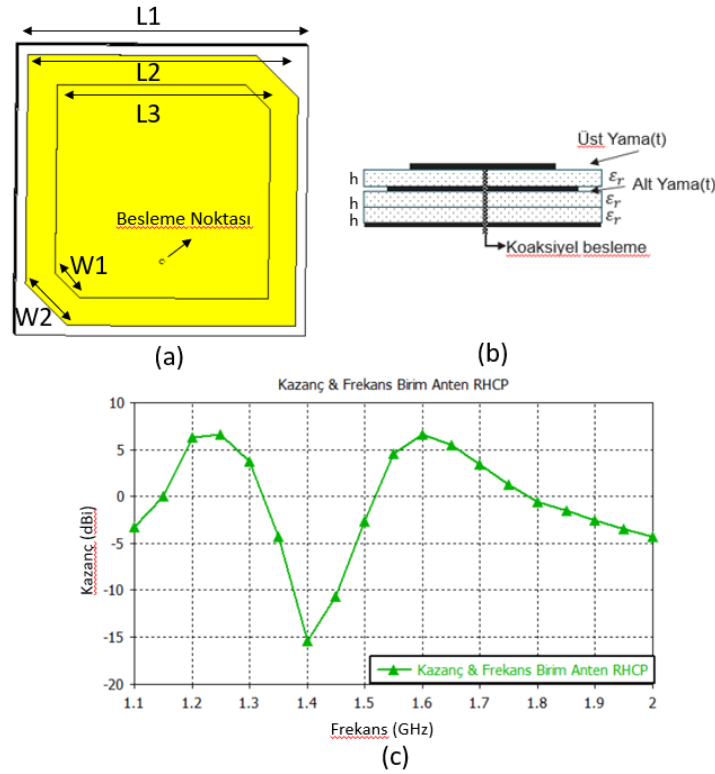 L1
L2
L3
Besleme Noktası
W1
W2
(a)
Üst Yama(t)
h εr
Alt Yama(t)
h εr
h εr
Koaksiyel besleme
(b)
Kazanç & Frekans Birim Anten RHCP
10
5
0
-5
-10
-15
-20
Kazanç (dBi)
Kazanç & Frekans Birim Anten RHCP
1.1 1.2 1.3 1.4 1.5 1.6 1.7 1.8 1.9 2
Frekans (GHz)
(c)